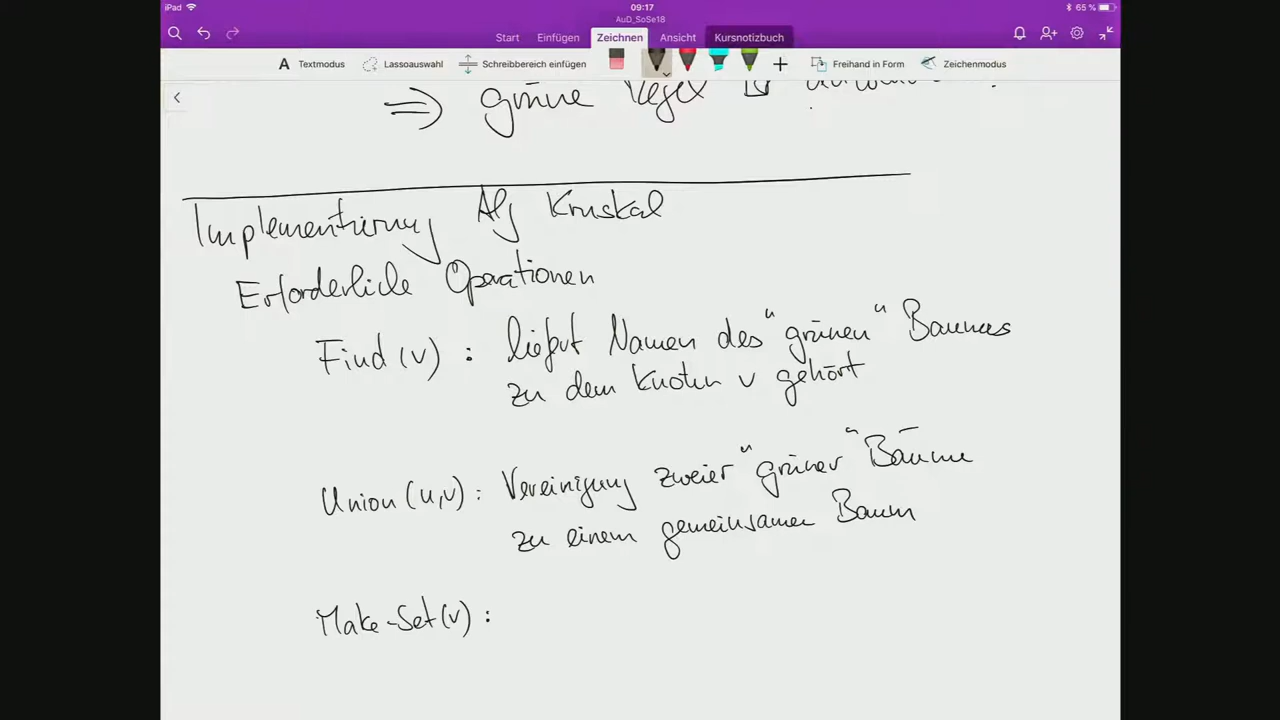 iPad 09:17 65 %
AuD_SoSe18
Start Einfügen Zeichnen Ansicht Kursnotizbuch
A Textmodus Lassoauswahl Schreibbereich einfügen Freihand in Form Zeichenmodus
⇒ grüne Regel ist
Implementierung Alg Kruskal
Erforderliche Operationen
Find (v) : liefert Namen des "grünen" Baumes
zu dem Knoten v gehört
Union (u,v) : Vereinigung zweier "grüner" Bäume
zu einem gemeinsamen Baum
Make-Set(v) :